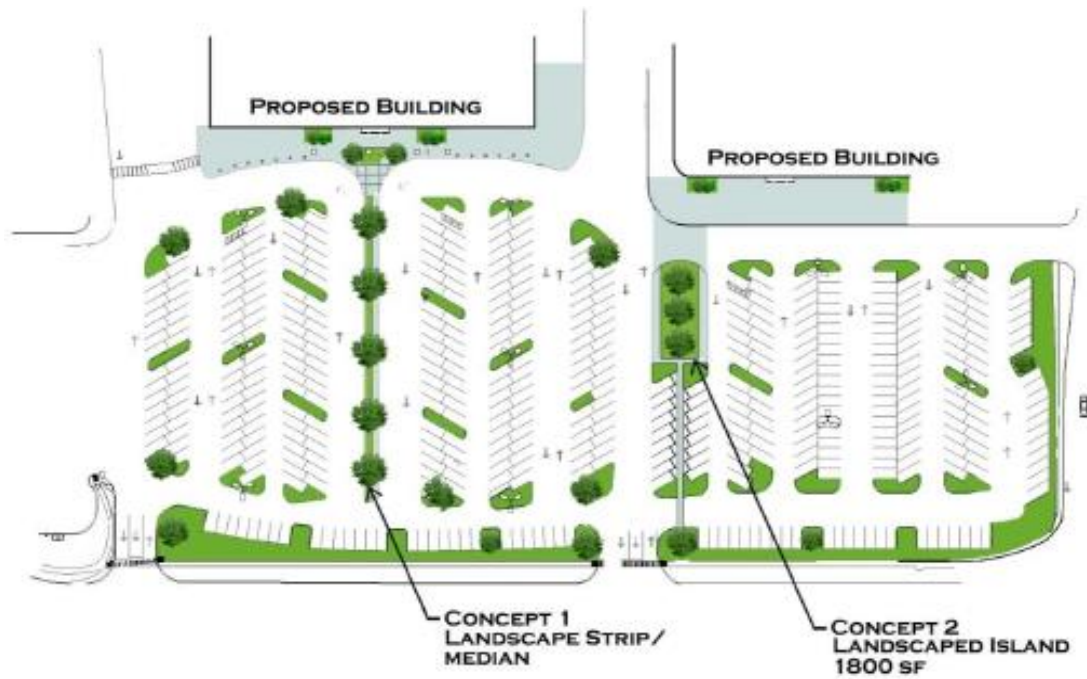 PROPOSED BUILDING
PROPOSED BUILDING
CONCEPT 1
LANDSCAPE STRIP/
MEDIAN
CONCEPT 2
LANDSCAPED ISLAND
1800 SF